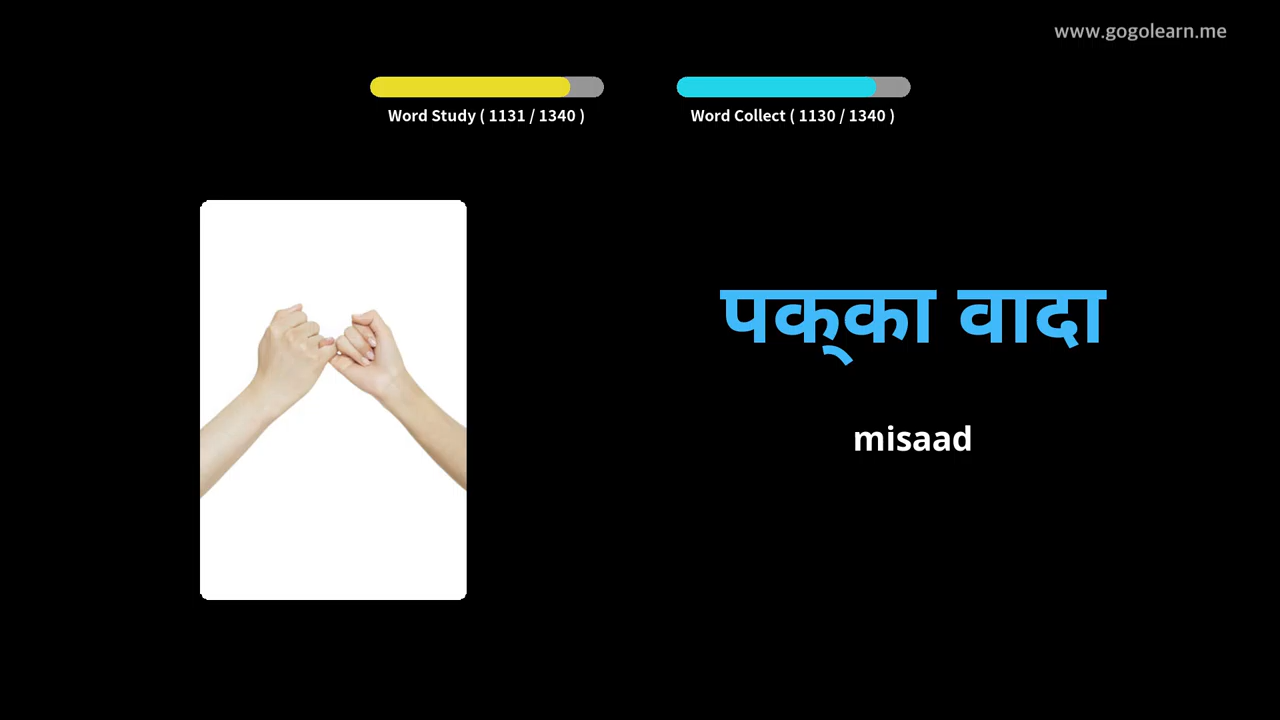 www.gogolearn.me
Word Study ( 1131 / 1340 )
Word Collect ( 1130 / 1340 )
पक्‌का वादा
misaad